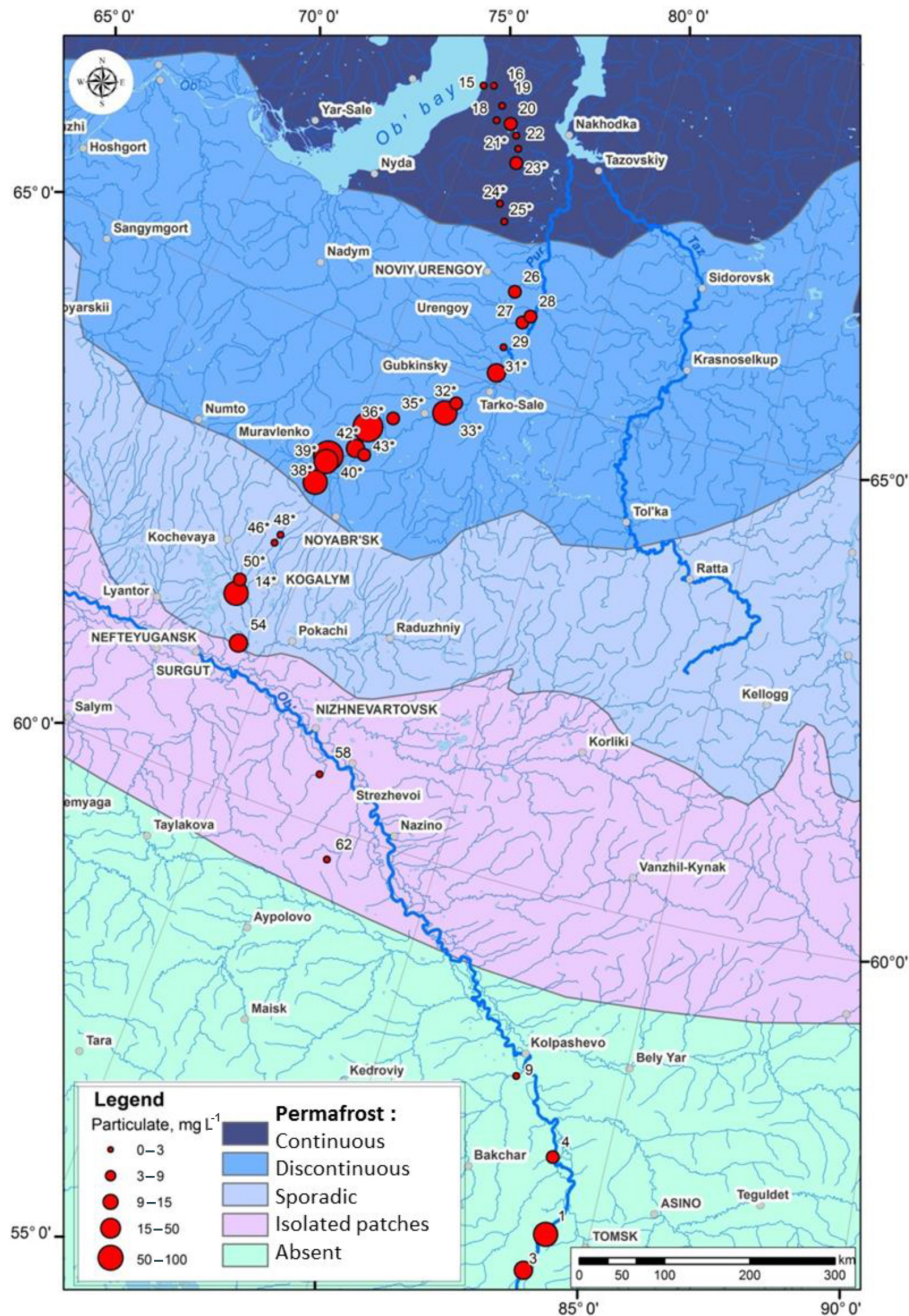 65° 0'
70° 0'
75° 0'
80° 0'
N
W
E
S
Ob'
Ob' bay
15
16
19
18
20
21*
22
23*
24*
25*
Yar-Sale
Nakhodka
uzhi
Hoshgort
Nyda
Tazovskiy
65° 0'
Sangymgort
Nadym
NOVIY URENGOY
Pur
Taz
Sidorovsk
26
oyarskii
Urengoy
27
28
29
Gubkinsky
31*
Krasnoselkup
Numto
35*
32*
Tarko-Sale
36*
33*
Muravlenko
42*
43*
39*
40*
38*
65° 0'
Tol'ka
46*
48*
Kochevaya
NOYABR'SK
50*
14*
KOGALYM
Ratta
Lyantor
54
Pokachi
Raduzhniy
NEFTEYUGANSK
SURGUT
Ob'
Kellogg
Salym
60° 0'
NIZHNEVARTOVSK
Korliki
58
Strezhevoi
emyaga
Taylakova
Nazino
62
Vanzhil-Kynak
Aypolovo
60° 0'
Maisk
Tara
Kolpashevo
Bely Yar
9
Kedroviy
4
Bakchar
Teguldet
ASINO
1
TOMSK
3
55° 0'
Legend
Particulate, mg L-1
0–3
3–9
9–15
15–50
50–100
Permafrost :
Continuous
Discontinuous
Sporadic
Isolated patches
Absent
km
0 50 100 200 300
85° 0'
90° 0'